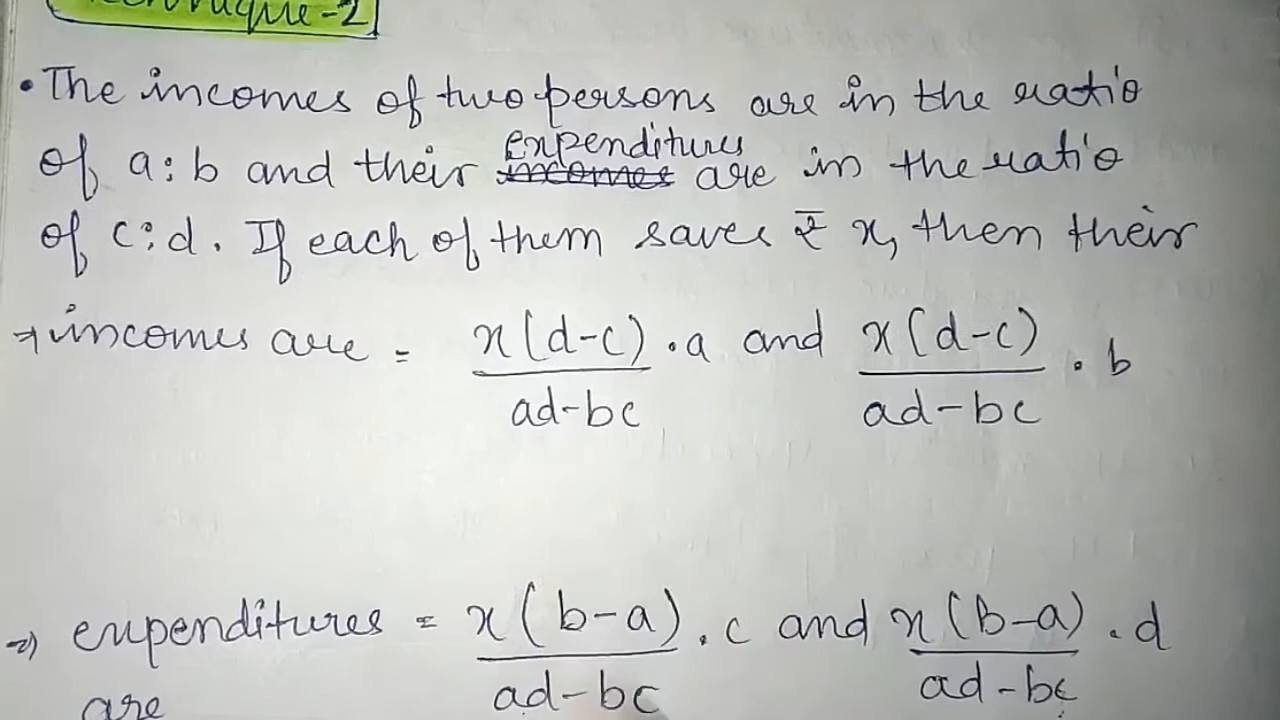 Technique-2
• The incomes of two persons are in the ratio
of a:b and their expenditures are in the ratio
of c:d. If each of them saves ₹ x, then their
→ incomes are = x(d-c)/ad-bc . a and x(d-c)/ad-bc . b
⇒ expenditures = x(b-a)/ad-bc . c and x(b-a)/ad-bc . d
are